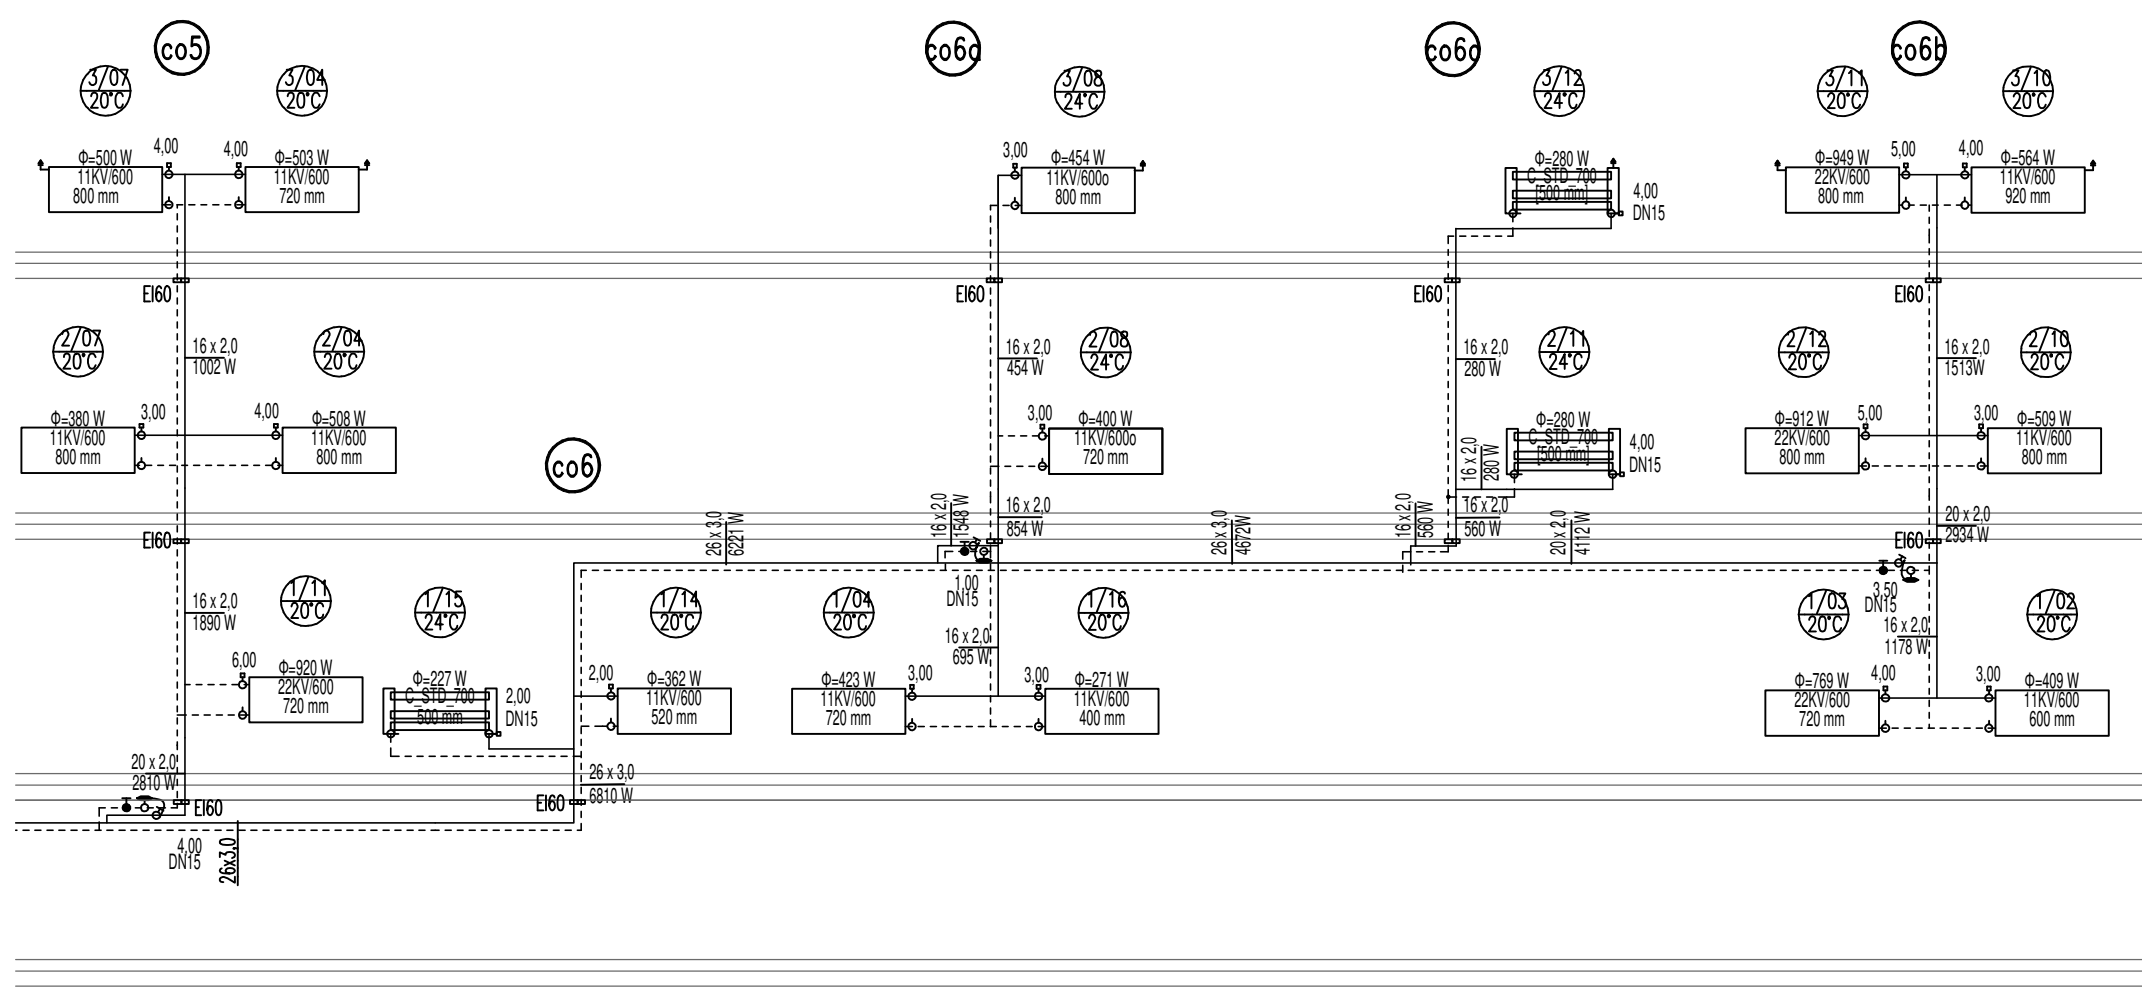 co5
co6a
co6a
co6b
3/07
20°C
3/04
20°C
3/08
24°C
3/12
24°C
3/11
20°C
3/10
20°C
4,00
4,00
3,00
5,00
4,00
Φ=500 W
11KV/600
800 mm
Φ=503 W
11KV/600
720 mm
Φ=454 W
11KV/600o
800 mm
Φ=280 W
C_STD_700
[500 mm]
4,00
DN15
Φ=949 W
22KV/600
800 mm
Φ=564 W
11KV/600
920 mm
EI60
EI60
EI60
EI60
2/07
20°C
16 x 2,0
1002 W
2/04
20°C
16 x 2,0
454 W
2/08
24°C
16 x 2,0
280 W
2/11
24°C
2/12
20°C
16 x 2,0
1513W
2/10
20°C
Φ=380 W
11KV/600
800 mm
3,00
4,00
Φ=508 W
11KV/600
800 mm
3,00
Φ=400 W
11KV/600o
720 mm
16 x 2,0
280 W
Φ=280 W
C_STD_700
[500 mm]
4,00
DN15
Φ=912 W
22KV/600
800 mm
5,00
3,00
Φ=509 W
11KV/600
800 mm
co6
EI60
26 x 3,0
6221 W
16 x 2,0
1548 W
16 x 2,0
854 W
26 x 3,0
4672W
16 x 2,0
560 W
16 x 2,0
560 W
20 x 2,0
4112 W
20 x 2,0
2934 W
EI60
16 x 2,0
1890 W
1/11
20°C
1/15
24°C
1/14
20°C
1/04
20°C
1,00
DN15
16 x 2,0
695 W
1/16
20°C
1/03
20°C
3,50
DN15
16 x 2,0
1178 W
1/02
20°C
6,00
Φ=920 W
22KV/600
720 mm
Φ=227 W
C_STD_700
500 mm
2,00
DN15
2,00
Φ=362 W
11KV/600
520 mm
Φ=423 W
11KV/600
720 mm
3,00
3,00
Φ=271 W
11KV/600
400 mm
Φ=769 W
22KV/600
720 mm
4,00
3,00
Φ=409 W
11KV/600
600 mm
20 x 2,0
2810 W
EI60
EI60
26 x 3,0
6810 W
4,00
DN15
26x3,0